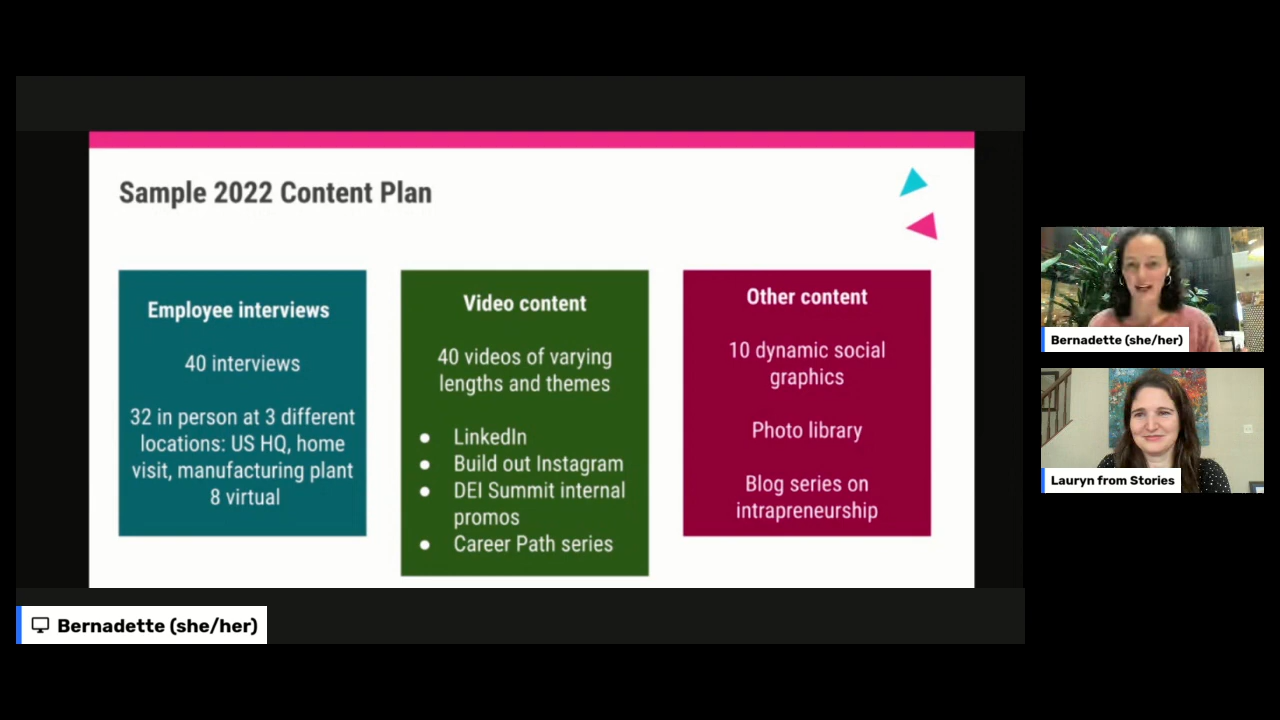 Sample 2022 Content Plan
Employee interviews
40 interviews
32 in person at 3 different
locations: US HQ, home
visit, manufacturing plant
8 virtual
Video content
40 videos of varying
lengths and themes
● LinkedIn
● Build out Instagram
● DEI Summit internal
promos
● Career Path series
Other content
10 dynamic social
graphics
Photo library
Blog series on
intrapreneurship
Bernadette (she/her)
Lauryn from Stories
Bernadette (she/her)